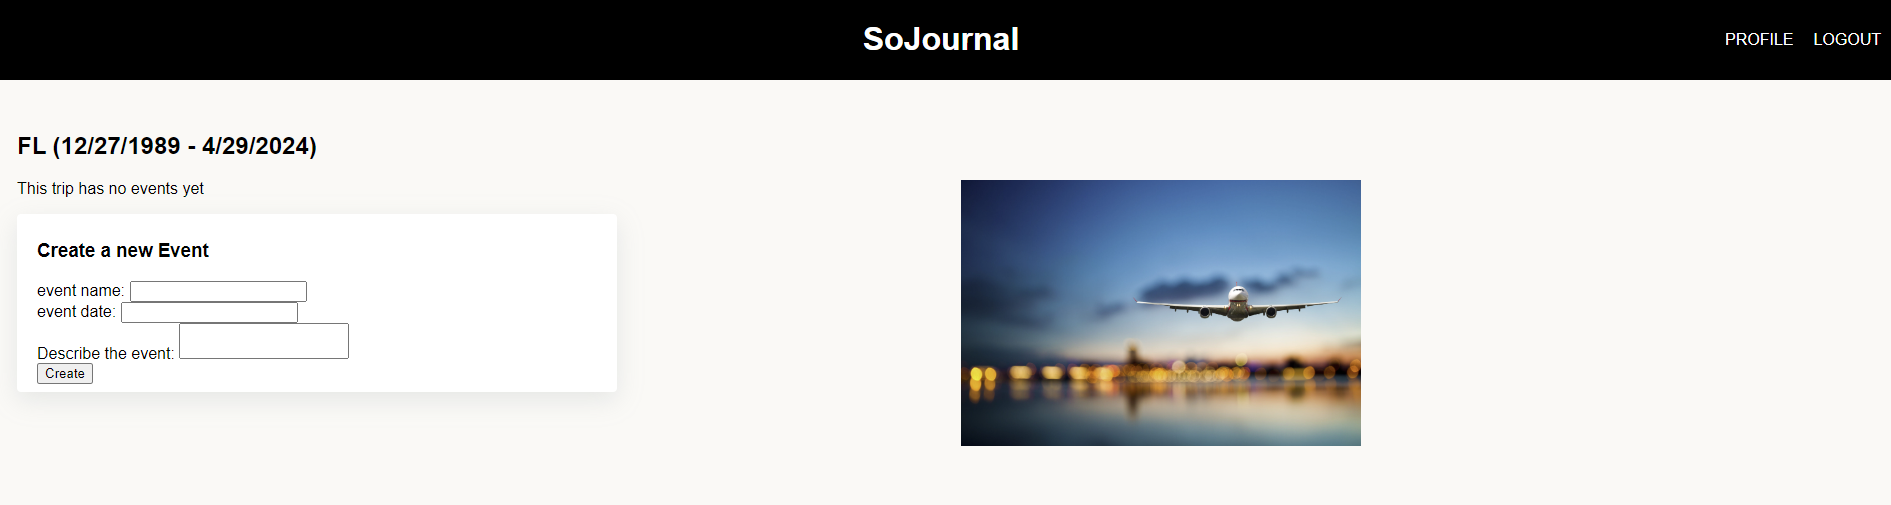 SoJournal
PROFILE LOGOUT
FL (12/27/1989 - 4/29/2024)
This trip has no events yet
Create a new Event
event name:
event date:
Describe the event:
Create